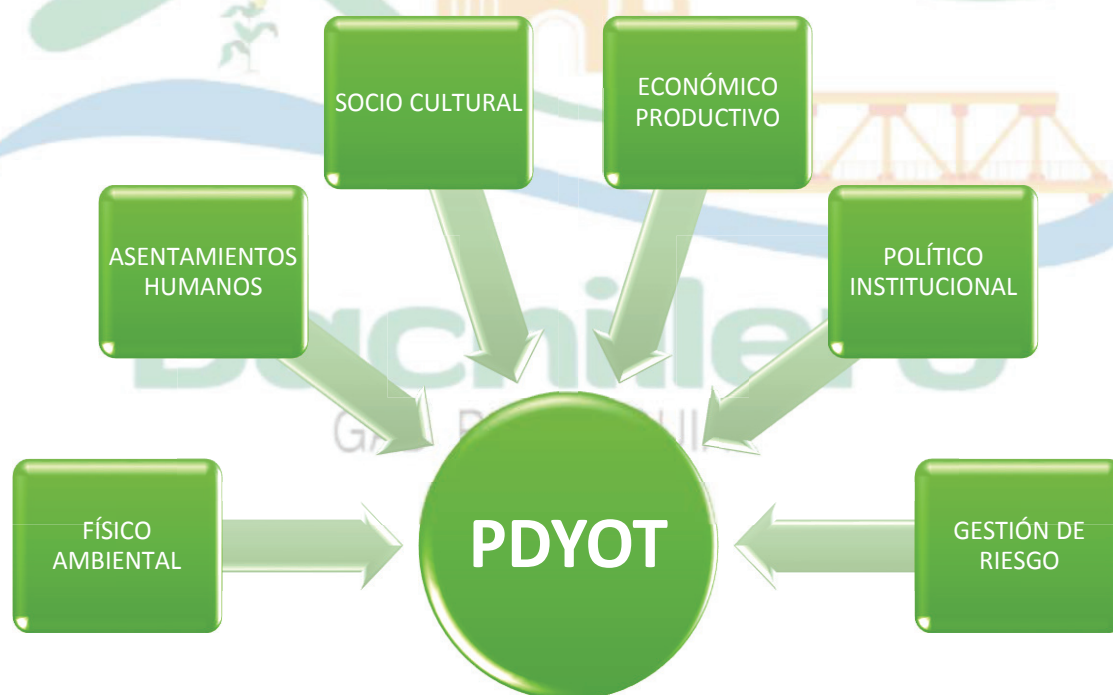 SOCIO CULTURAL
ECONÓMICO
PRODUCTIVO
ASENTAMIENTOS
HUMANOS
POLÍTICO
INSTITUCIONAL
FÍSICO
AMBIENTAL
PDYOT
GESTIÓN DE
RIESGO